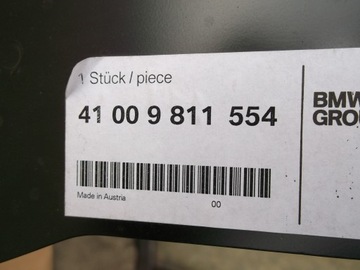 1 Stück / piece
41 00 9 811 554
BMW
GROU
Made in Austria
00